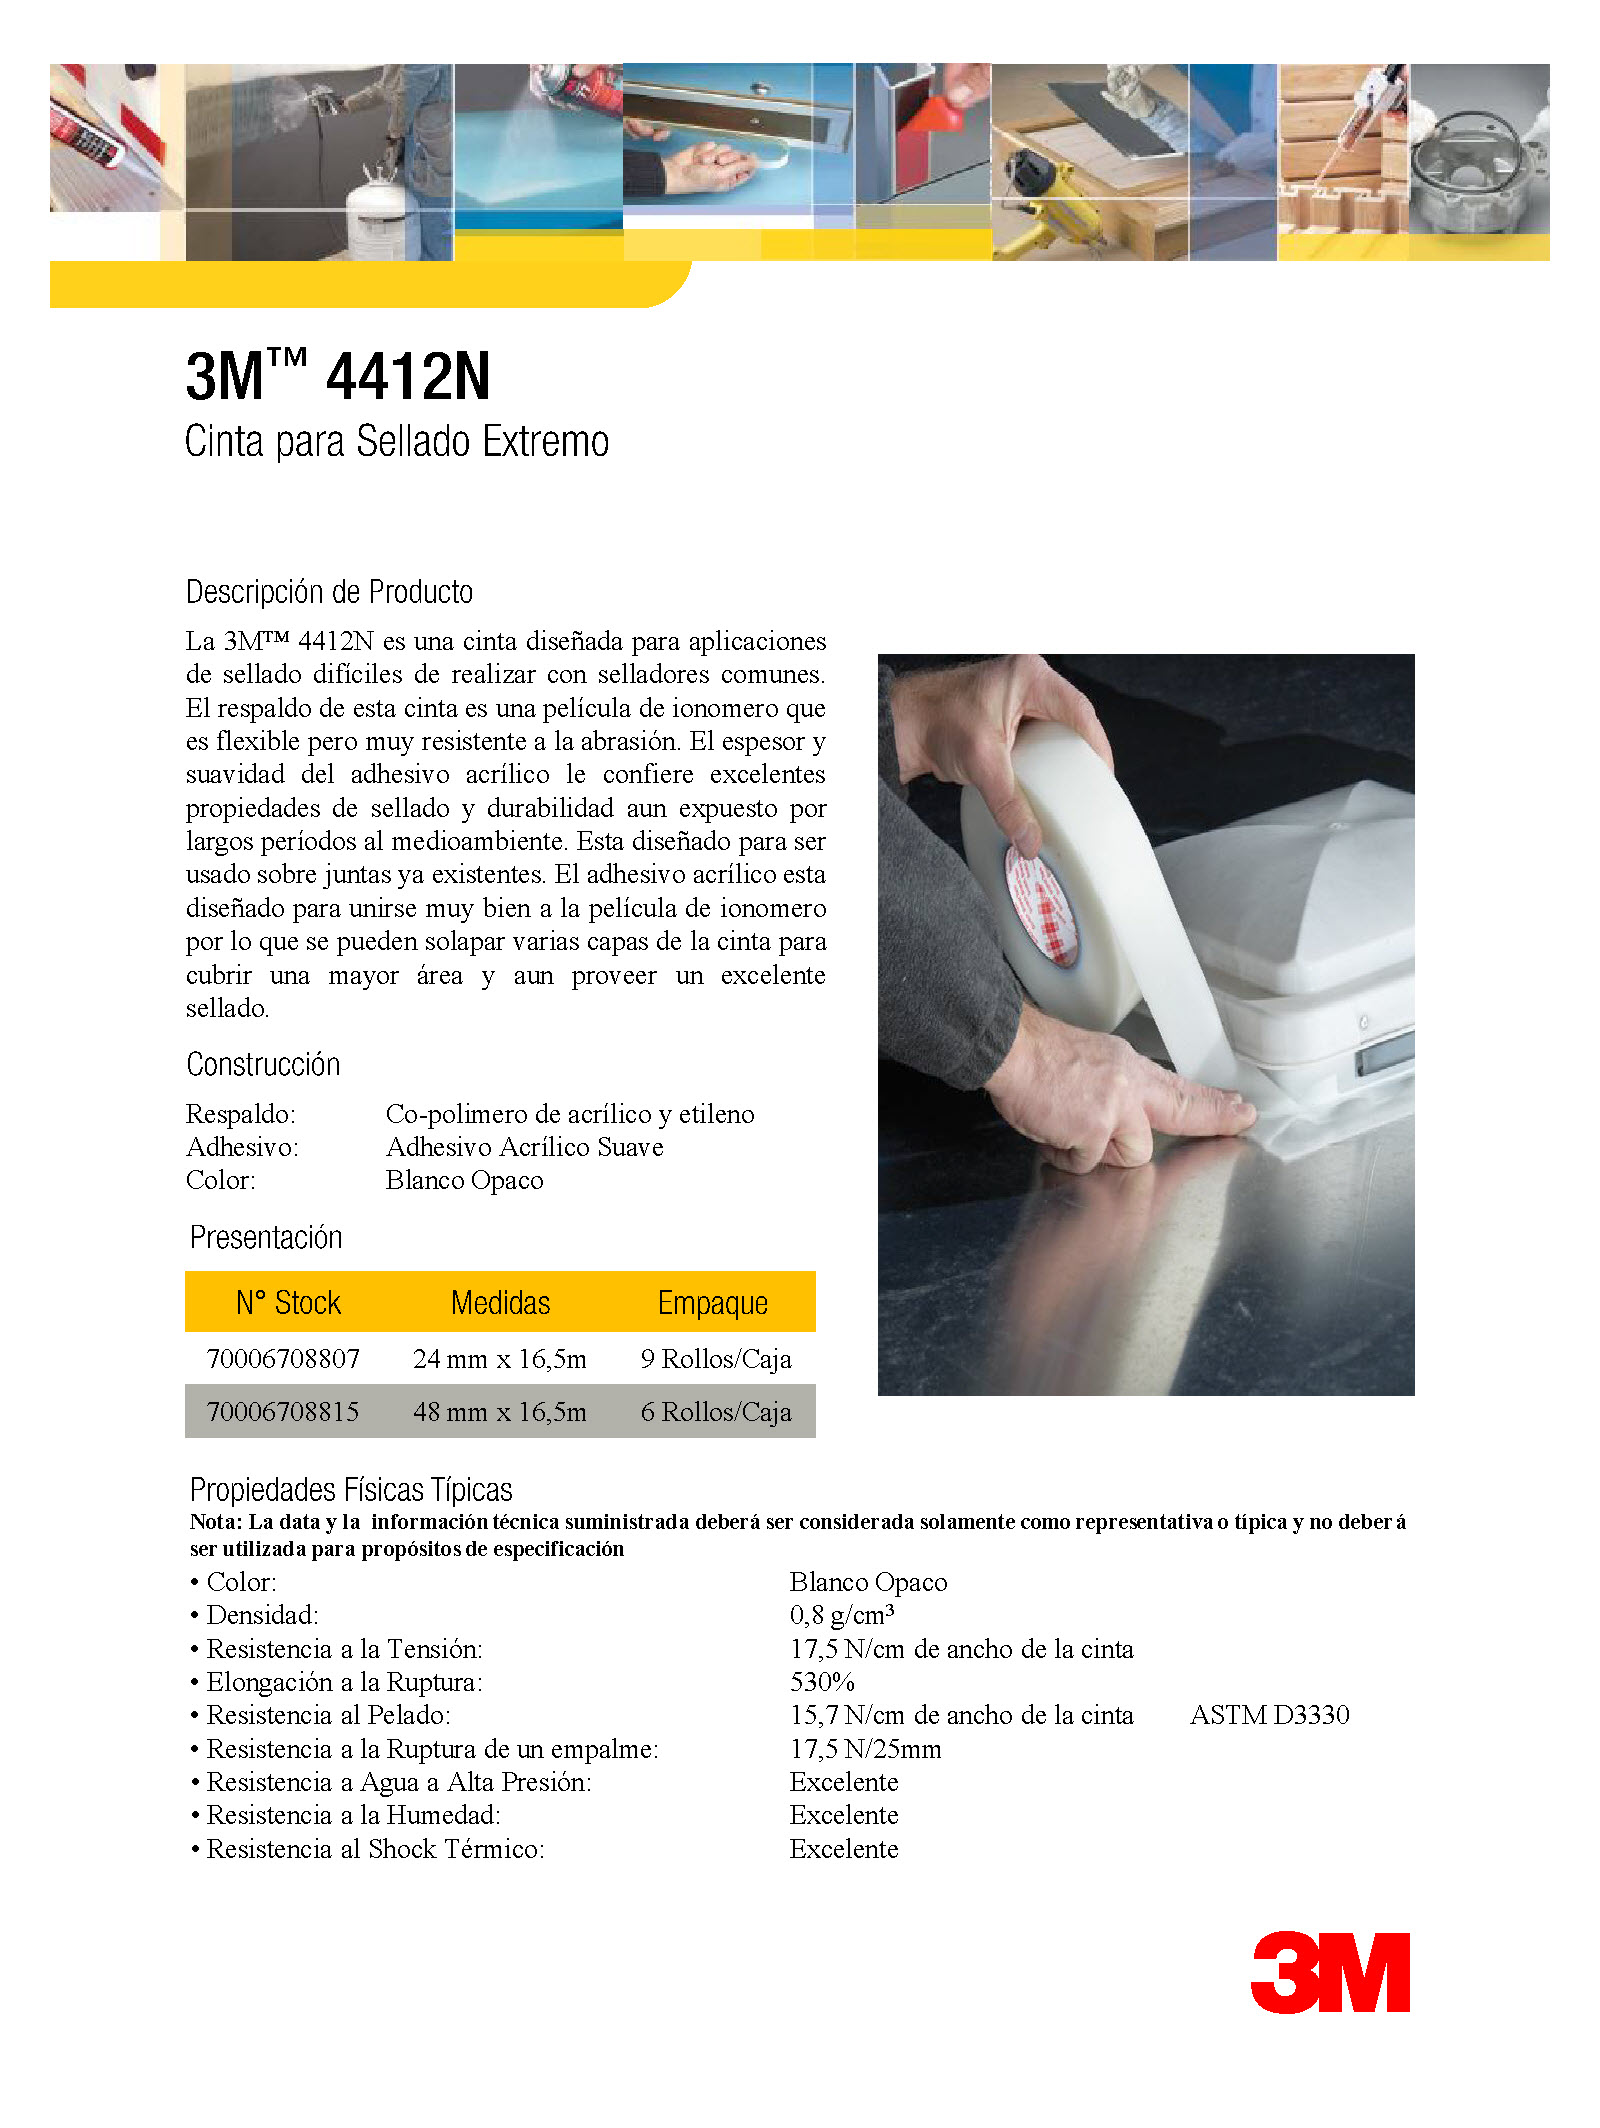 3M™ 4412N
Cinta para Sellado Extremo
Descripción de Producto
La 3M™ 4412N es una cinta diseñada para aplicaciones
de sellado difíciles de realizar con selladores comunes.
El respaldo de esta cinta es una película de ionomero que
es flexible pero muy resistente a la abrasión. El espesor y
suavidad del adhesivo acrílico le confiere excelentes
propiedades de sellado y durabilidad aun expuesto por
largos períodos al medioambiente. Esta diseñado para ser
usado sobre juntas ya existentes. El adhesivo acrílico esta
diseñado para unirse muy bien a la película de ionomero
por lo que se pueden solapar varias capas de la cinta para
cubrir una mayor área y aun proveer un excelente
sellado.
Construcción
Respaldo: Co-polimero de acrílico y etileno
Adhesivo: Adhesivo Acrílico Suave
Color: Blanco Opaco
Presentación
N° Stock Medidas Empaque
70006708807 24 mm x 16,5m 9 Rollos/Caja
70006708815 48 mm x 16,5m 6 Rollos/Caja
Propiedades Físicas Típicas
Nota: La data y la información técnica suministrada deberá ser considerada solamente como representativa o típica y no deberá
ser utilizada para propósitos de especificación
• Color: Blanco Opaco
• Densidad: 0,8 g/cm³
• Resistencia a la Tensión: 17,5 N/cm de ancho de la cinta
• Elongación a la Ruptura: 530%
• Resistencia al Pelado: 15,7 N/cm de ancho de la cinta ASTM D3330
• Resistencia a la Ruptura de un empalme: 17,5 N/25mm
• Resistencia a Agua a Alta Presión: Excelente
• Resistencia a la Humedad: Excelente
• Resistencia al Shock Térmico: Excelente
3M